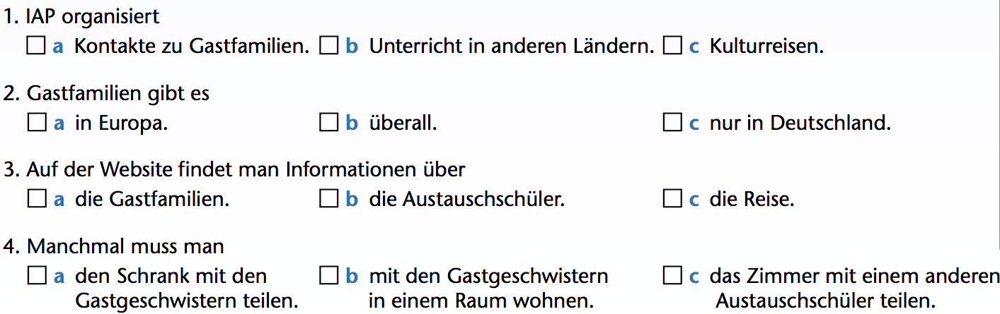 1. IAP organisiert
a Kontakte zu Gastfamilien. b Unterricht in anderen Ländern. c Kulturreisen.
2. Gastfamilien gibt es
a in Europa. b überall. c nur in Deutschland.
3. Auf der Website findet man Informationen über
a die Gastfamilien. b die Austauschschüler. c die Reise.
4. Manchmal muss man
a den Schrank mit den b mit den Gastgeschwistern c das Zimmer mit einem anderen
Gastgeschwistern teilen. in einem Raum wohnen. Austauschschüler teilen.